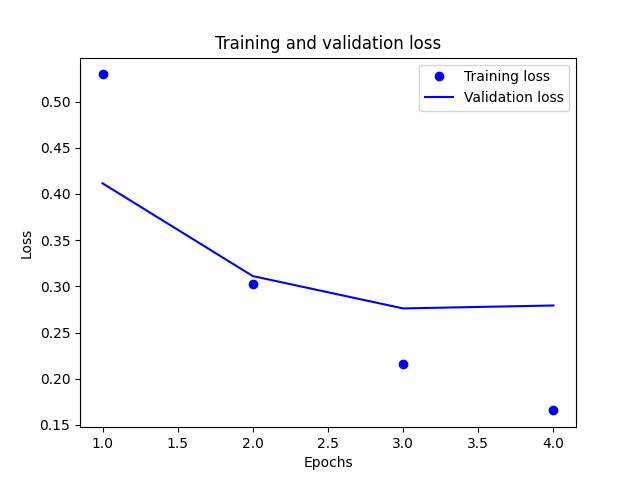 Training and validation loss
Training loss
Validation loss
0.50
0.45
0.40
0.35
0.30
0.25
0.20
0.15
Loss
1.0 1.5 2.0 2.5 3.0 3.5 4.0
Epochs